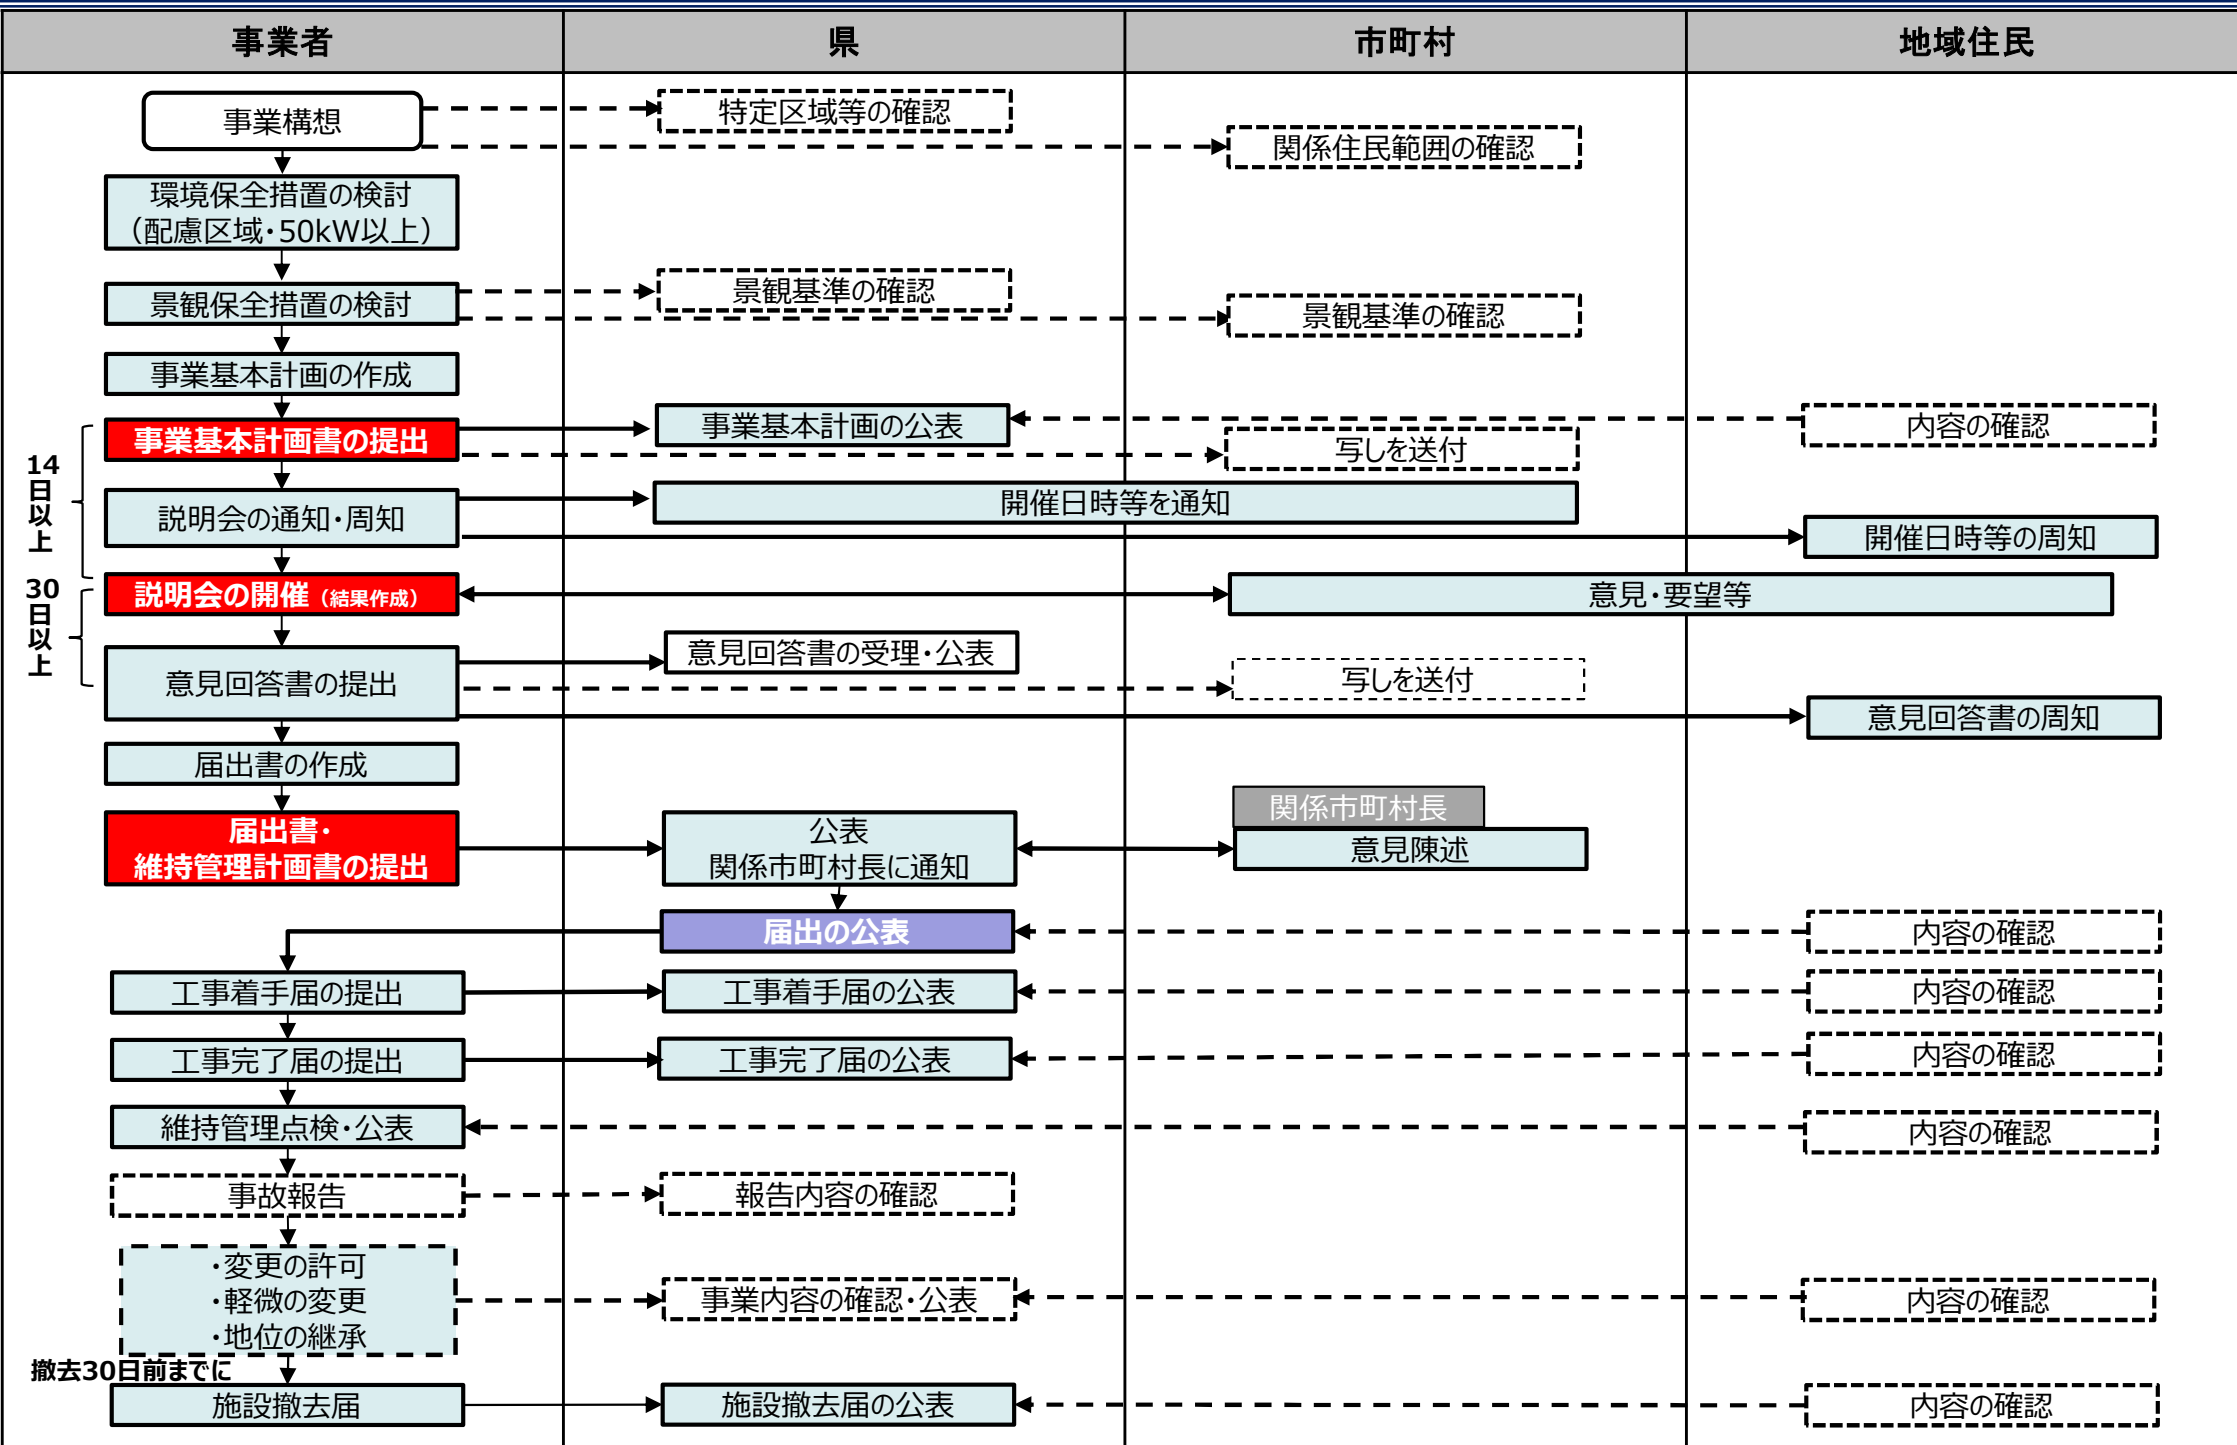 事業者
県
市町村
地域住民
事業構想
特定区域等の確認
関係住民範囲の確認
環境保全措置の検討
（配慮区域・50kW以上）
景観保全措置の検討
景観基準の確認
景観基準の確認
事業基本計画の作成
事業基本計画書の提出
事業基本計画の公表
写しを送付
内容の確認
14日以上
説明会の通知・周知
開催日時等を通知
開催日時等の周知
説明会の開催（結果作成）
意見・要望等
30日以上
意見回答書の提出
意見回答書の受理・公表
写しを送付
意見回答書の周知
届出書の作成
届出書・
維持管理計画書の提出
公表
関係市町村長に通知
関係市町村長
意見陳述
届出の公表
内容の確認
工事着手届の提出
工事着手届の公表
内容の確認
工事完了届の提出
工事完了届の公表
内容の確認
維持管理点検・公表
内容の確認
事故報告
報告内容の確認
・変更の許可
・軽微の変更
・地位の継承
事業内容の確認・公表
内容の確認
撤去30日前までに
施設撤去届
施設撤去届の公表
内容の確認